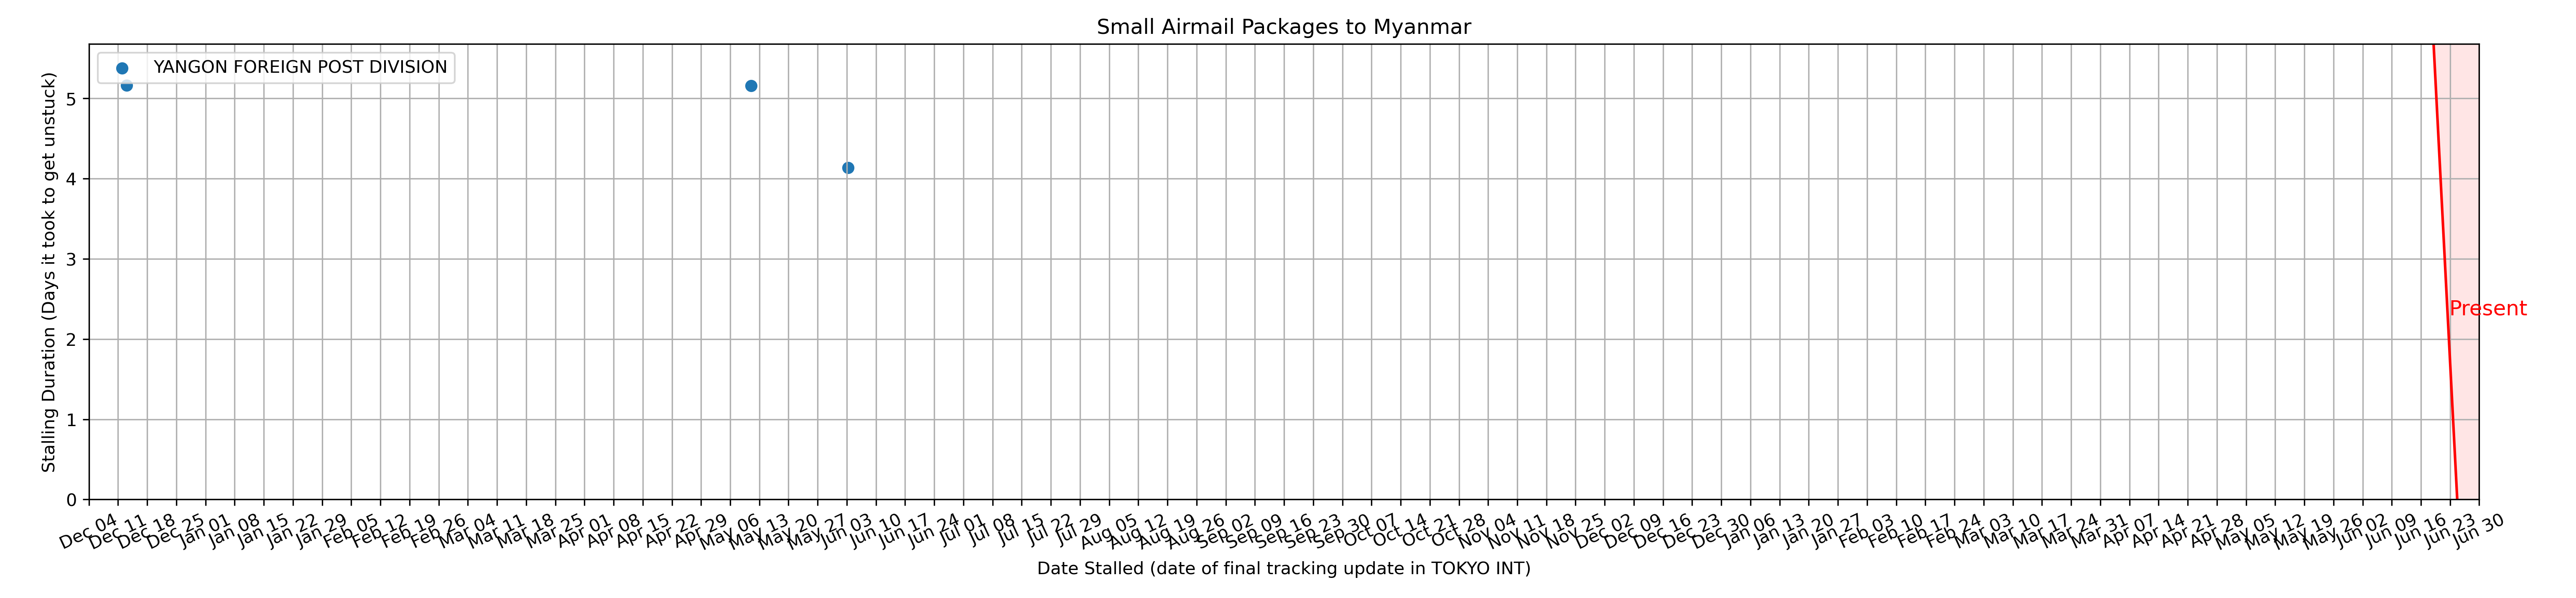 Small Airmail Packages to Myanmar
YANGON FOREIGN POST DIVISION
Stalling Duration (Days it took to get unstuck)
5
4
3
2
1
0
Present
Dec 04
Dec 11
Dec 18
Dec 25
Jan 01
Jan 08
Jan 15
Jan 22
Jan 29
Feb 05
Feb 12
Feb 19
Feb 26
Mar 04
Mar 11
Mar 18
Mar 25
Apr 01
Apr 08
Apr 15
Apr 22
Apr 29
May 06
May 13
May 20
May 27
Jun 03
Jun 10
Jun 17
Jun 24
Jul 01
Jul 08
Jul 15
Jul 22
Jul 29
Aug 05
Aug 12
Aug 19
Aug 26
Sep 02
Sep 09
Sep 16
Sep 23
Sep 30
Oct 07
Oct 14
Oct 21
Oct 28
Nov 04
Nov 11
Nov 18
Nov 25
Dec 02
Dec 09
Dec 16
Dec 23
Dec 30
Jan 06
Jan 13
Jan 20
Jan 27
Feb 03
Feb 10
Feb 17
Feb 24
Mar 03
Mar 10
Mar 17
Mar 24
Mar 31
Apr 07
Apr 14
Apr 21
Apr 28
May 05
May 12
May 19
May 26
Jun 02
Jun 09
Jun 16
Jun 23
Jun 30
Date Stalled (date of final tracking update in TOKYO INT)